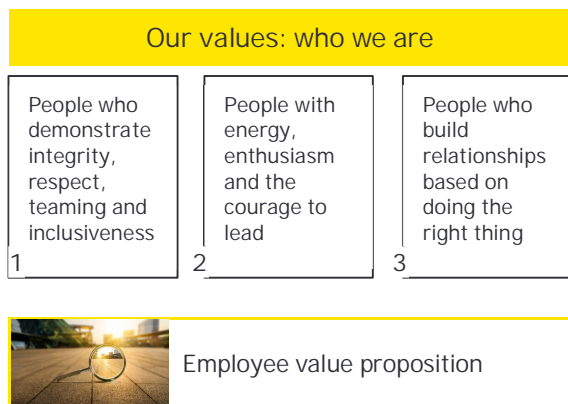 Our values: who we are
People who
demonstrate
integrity,
respect,
teaming and
inclusiveness
1
People with
energy,
enthusiasm
and the
courage to
lead
2
People who
build
relationships
based on
doing the
right thing
3
Employee value proposition